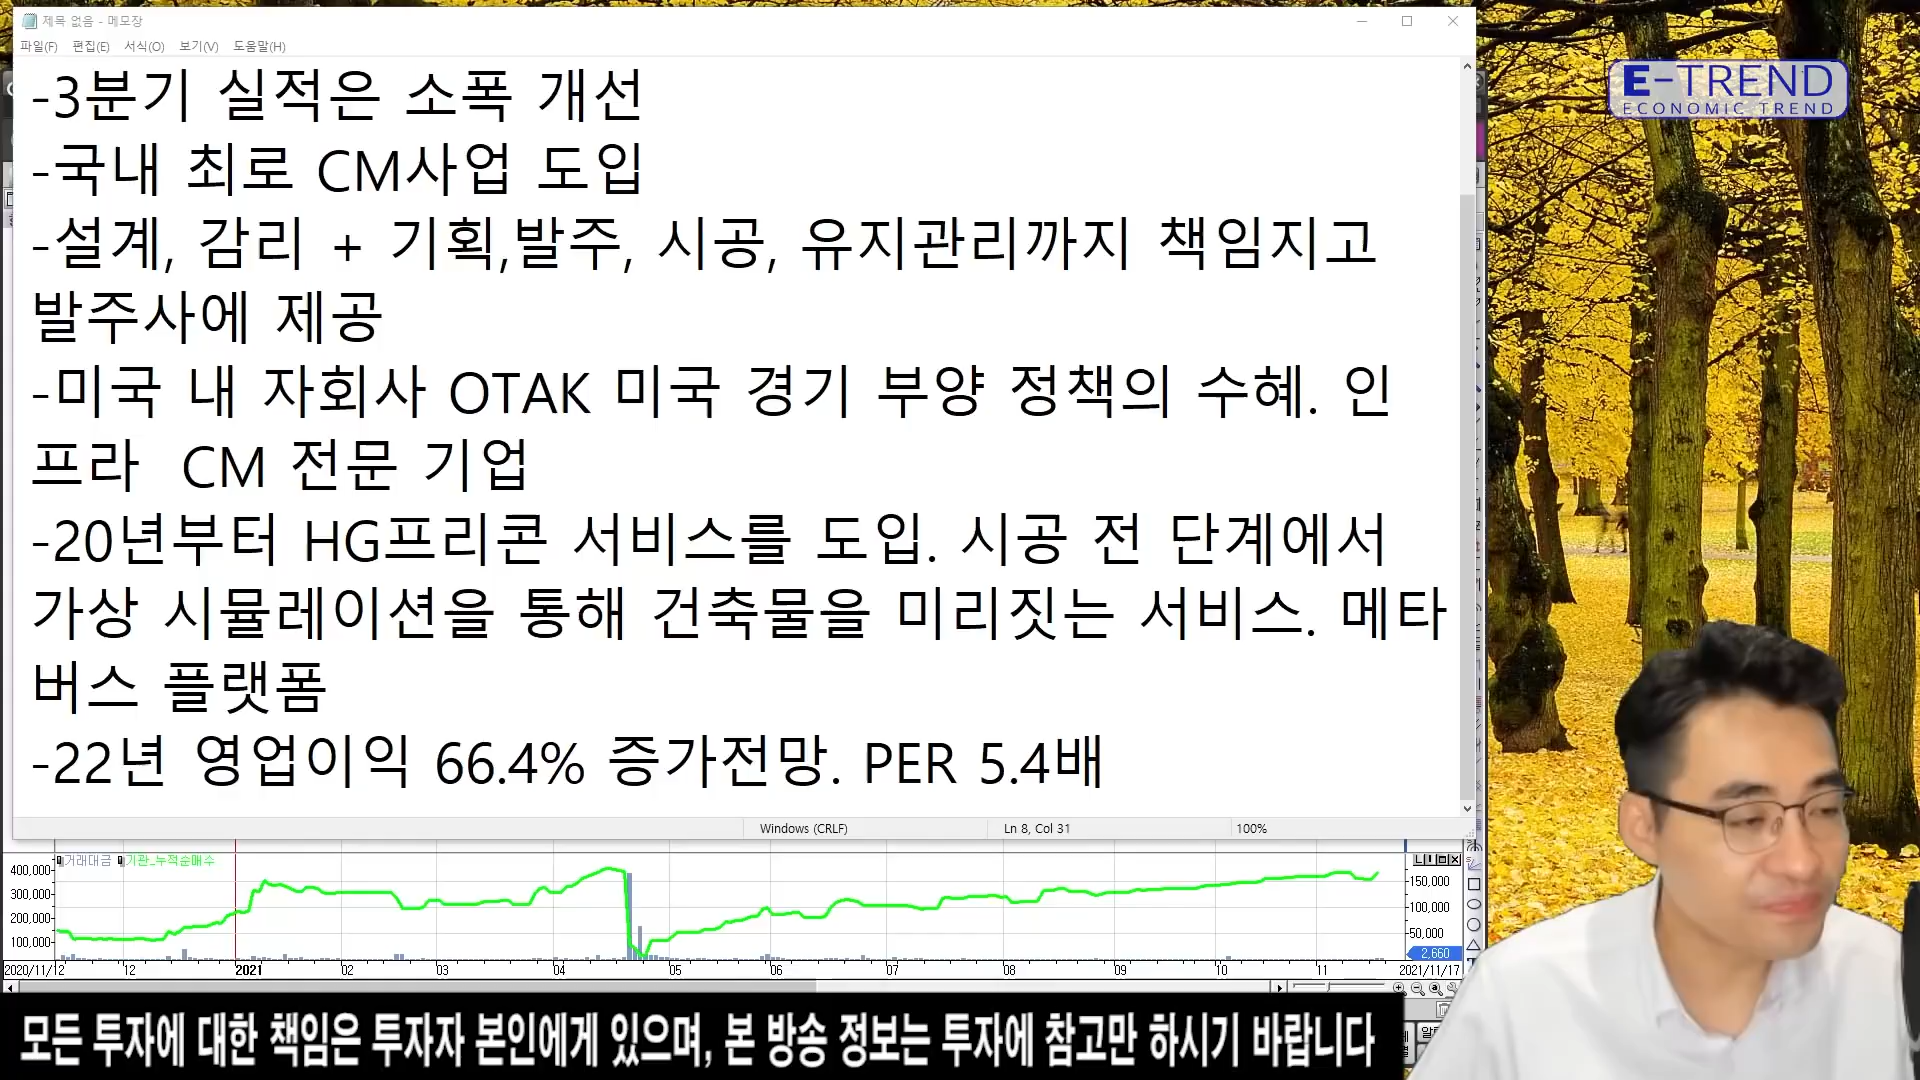 제목 없음 - 메모장
파일(F) 편집(E) 서식(O) 보기(V) 도움말(H)
-3분기 실적은 소폭 개선
-국내 최로 CM사업 도입
-설계, 감리 + 기획,발주, 시공, 유지관리까지 책임지고
발주사에 제공
-미국 내 자회사 OTAK 미국 경기 부양 정책의 수혜. 인
프라 CM 전문 기업
-20년부터 HG프리콘 서비스를 도입. 시공 전 단계에서
가상 시뮬레이션을 통해 건축물을 미리짓는 서비스. 메타
버스 플랫폼
-22년 영업이익 66.4% 증가전망. PER 5.4배
Windows (CRLF) Ln 8, Col 31 100%
E-TREND
ECONOMIC TREND
거래대금 기관_누적순매수
400,000
300,000
200,000
100,000
150,000
100,000
50,000
2,660
2020/11/12 12 2021 02 03 04 05 06 07 08 09 10 11 2021/11/17
모든 투자에 대한 책임은 투자자 본인에게 있으며, 본 방송 정보는 투자에 참고만 하시기 바랍니다